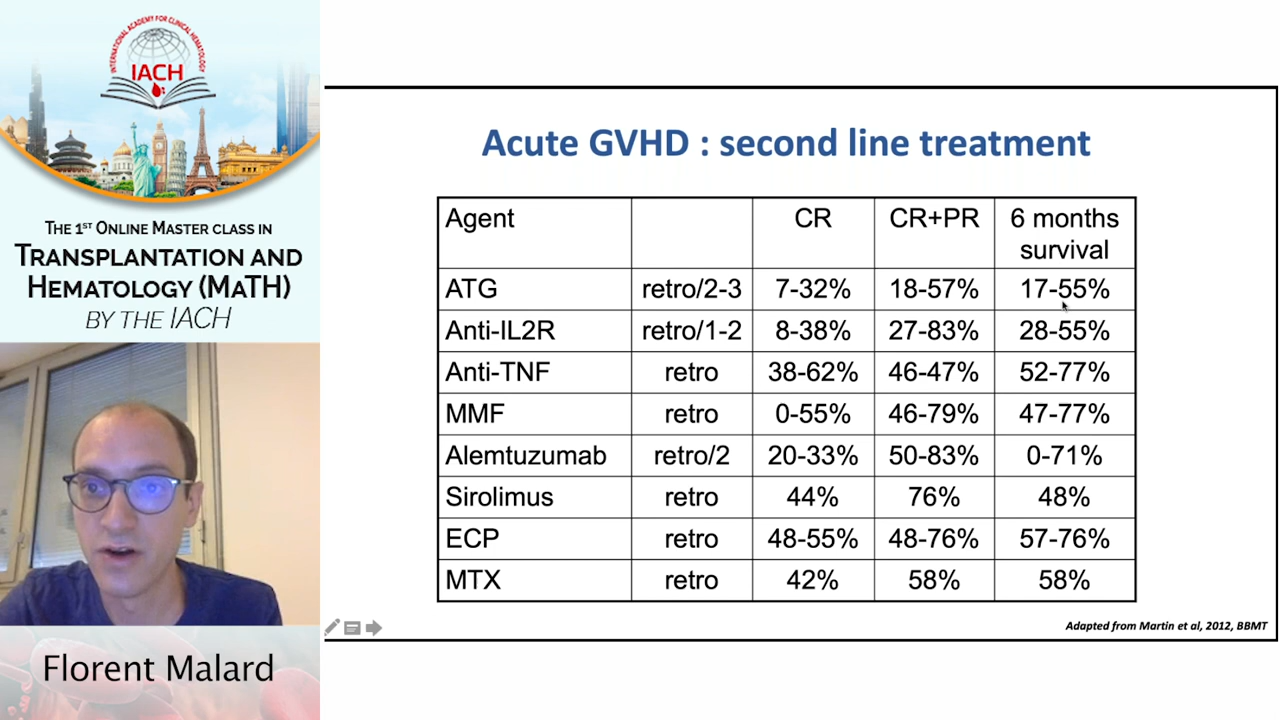 INTERNATIONAL ACADEMY FOR CLINICAL HEMATOLOGY
IACH
THE 1ST ONLINE MASTER CLASS IN
TRANSPLANTATION AND
HEMATOLOGY (MATH)
BY THE IACH
Florent Malard
Acute GVHD : second line treatment
Agent CR CR+PR 6 months
survival
ATG retro/2-3 7-32% 18-57% 17-55%
Anti-IL2R retro/1-2 8-38% 27-83% 28-55%
Anti-TNF retro 38-62% 46-47% 52-77%
MMF retro 0-55% 46-79% 47-77%
Alemtuzumab retro/2 20-33% 50-83% 0-71%
Sirolimus retro 44% 76% 48%
ECP retro 48-55% 48-76% 57-76%
MTX retro 42% 58% 58%
Adapted from Martin et al, 2012, BBMT